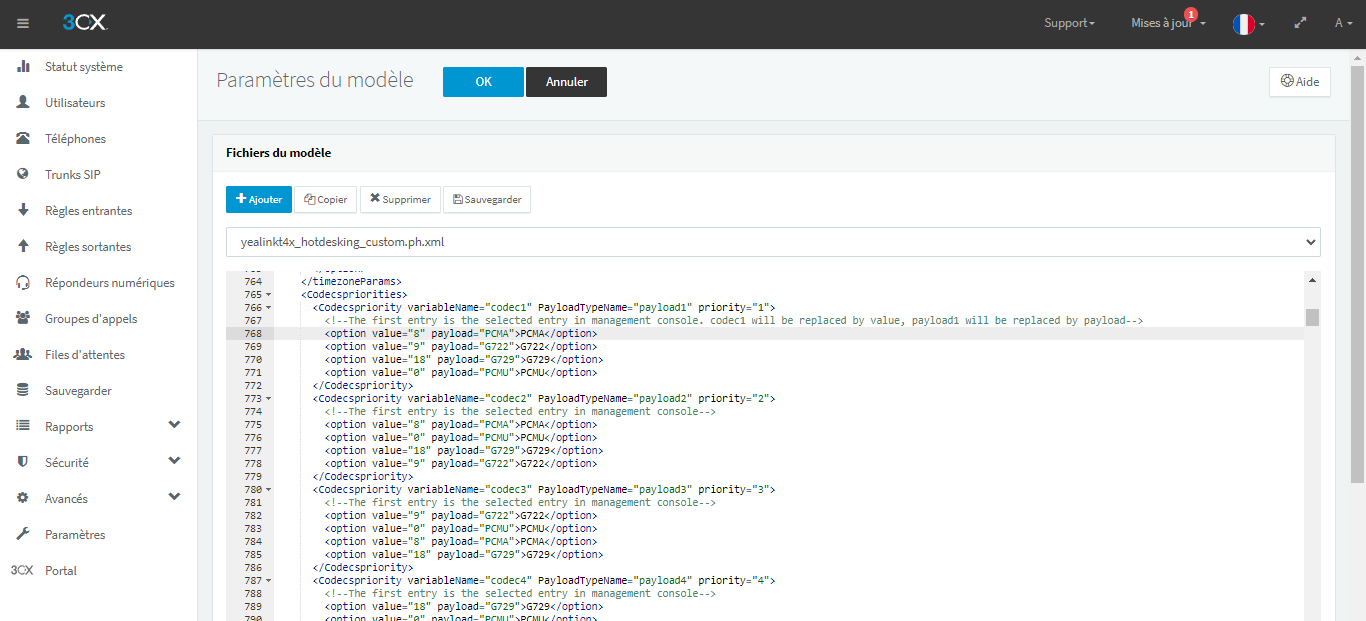 3CX
Support
Mises à jour
1
A
Statut système
Utilisateurs
Téléphones
Trunks SIP
Règles entrantes
Règles sortantes
Répondeurs numériques
Groupes d'appels
Files d'attentes
Sauvegarder
Rapports
Sécurité
Avancés
Paramètres
3CX Portal
Paramètres du modèle
OK
Annuler
Aide
Fichiers du modèle
Ajouter
Copier
Supprimer
Sauvegarder
yealinkt4x_hotdesking_custom.ph.xml
764 </timezoneParams>
765 <Codecspriorities>
766 <Codecspriority variableName="codec1" PayloadTypeName="payload1" priority="1">
767 <!--The first entry is the selected entry in management console. codec1 will be replaced by value, payload1 will be replaced by payload-->
768 <option value="8" payload="PCMA">PCMA</option>
769 <option value="9" payload="G722">G722</option>
770 <option value="18" payload="G729">G729</option>
771 <option value="0" payload="PCMU">PCMU</option>
772 </Codecspriority>
773 <Codecspriority variableName="codec2" PayloadTypeName="payload2" priority="2">
774 <!--The first entry is the selected entry in management console-->
775 <option value="8" payload="PCMA">PCMA</option>
776 <option value="0" payload="PCMU">PCMU</option>
777 <option value="18" payload="G729">G729</option>
778 <option value="9" payload="G722">G722</option>
779 </Codecspriority>
780 <Codecspriority variableName="codec3" PayloadTypeName="payload3" priority="3">
781 <!--The first entry is the selected entry in management console-->
782 <option value="9" payload="G722">G722</option>
783 <option value="0" payload="PCMU">PCMU</option>
784 <option value="8" payload="PCMA">PCMA</option>
785 <option value="18" payload="G729">G729</option>
786 </Codecspriority>
787 <Codecspriority variableName="codec4" PayloadTypeName="payload4" priority="4">
788 <!--The first entry is the selected entry in management console-->
789 <option value="18" payload="G729">G729</option>
790 <option value="0" payload="PCMU">PCMU</option>